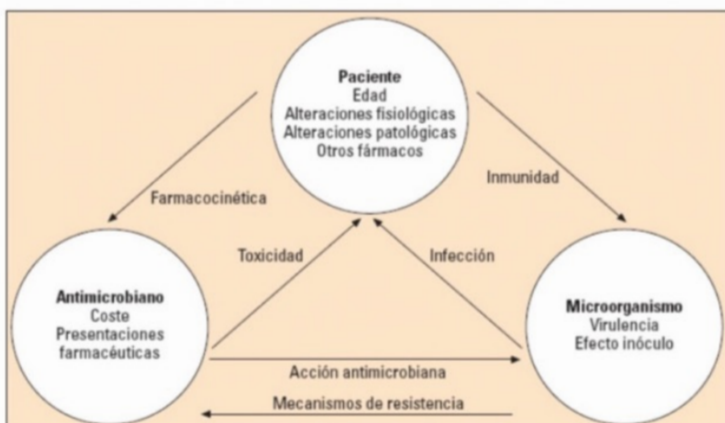 Paciente
Edad
Alteraciones fisiológicas
Alteraciones patológicas
Otros fármacos
Farmacocinética
Inmunidad
Toxicidad
Infección
Antimicrobiano
Coste
Presentaciones
farmacéuticas
Microorganismo
Virulencia
Efecto inóculo
Acción antimicrobiana
Mecanismos de resistencia